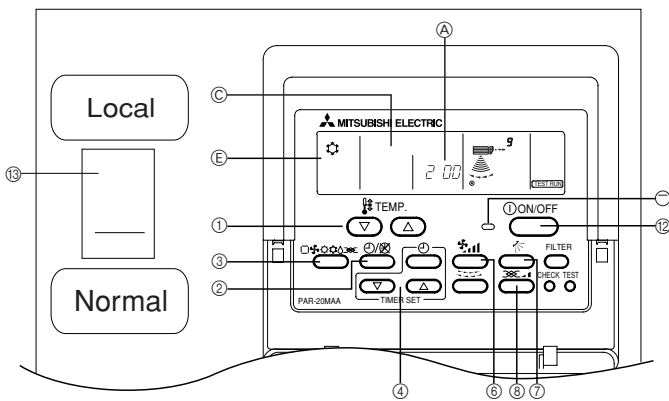 Ⓐ
Ⓒ
Local
MITSUBISHI ELECTRIC
Ⓔ
9
2 00
TEST RUN
⑬
TEMP.
ON/OFF
①
⑫
③
FILTER
②
CHECK TEST
Normal
PAR-20MAA
TIMER SET
④
⑥
⑧
⑦